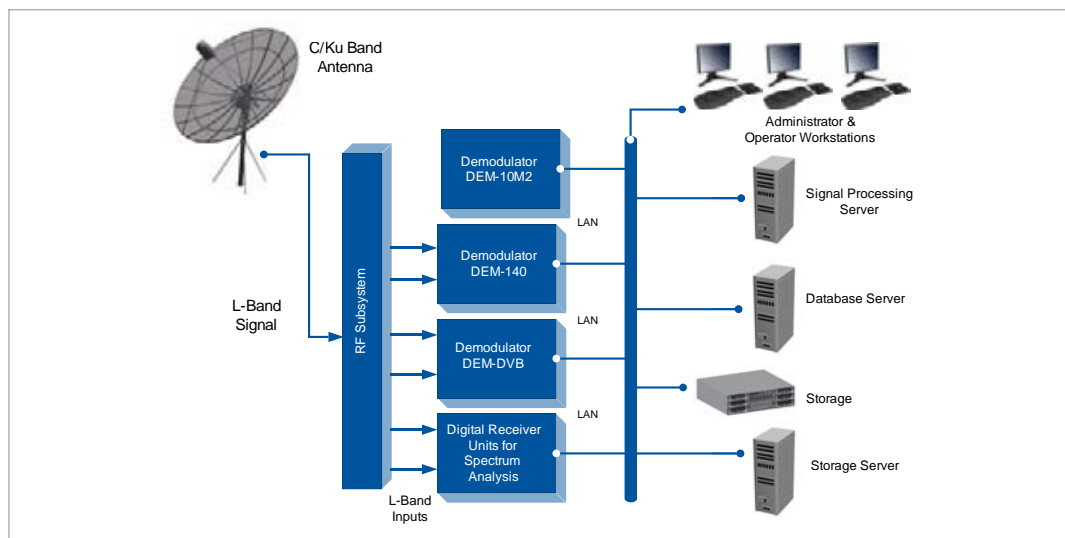 C/Ku Band
Antenna
Administrator &
Operator Workstations
Demodulator
DEM-10M2
LAN
Signal Processing
Server
Demodulator
DEM-140
RF Subsystem
L-Band
Signal
LAN
Database Server
Demodulator
DEM-DVB
LAN
Storage
Digital Receiver
Units for
Spectrum
Analysis
Storage Server
L-Band
Inputs